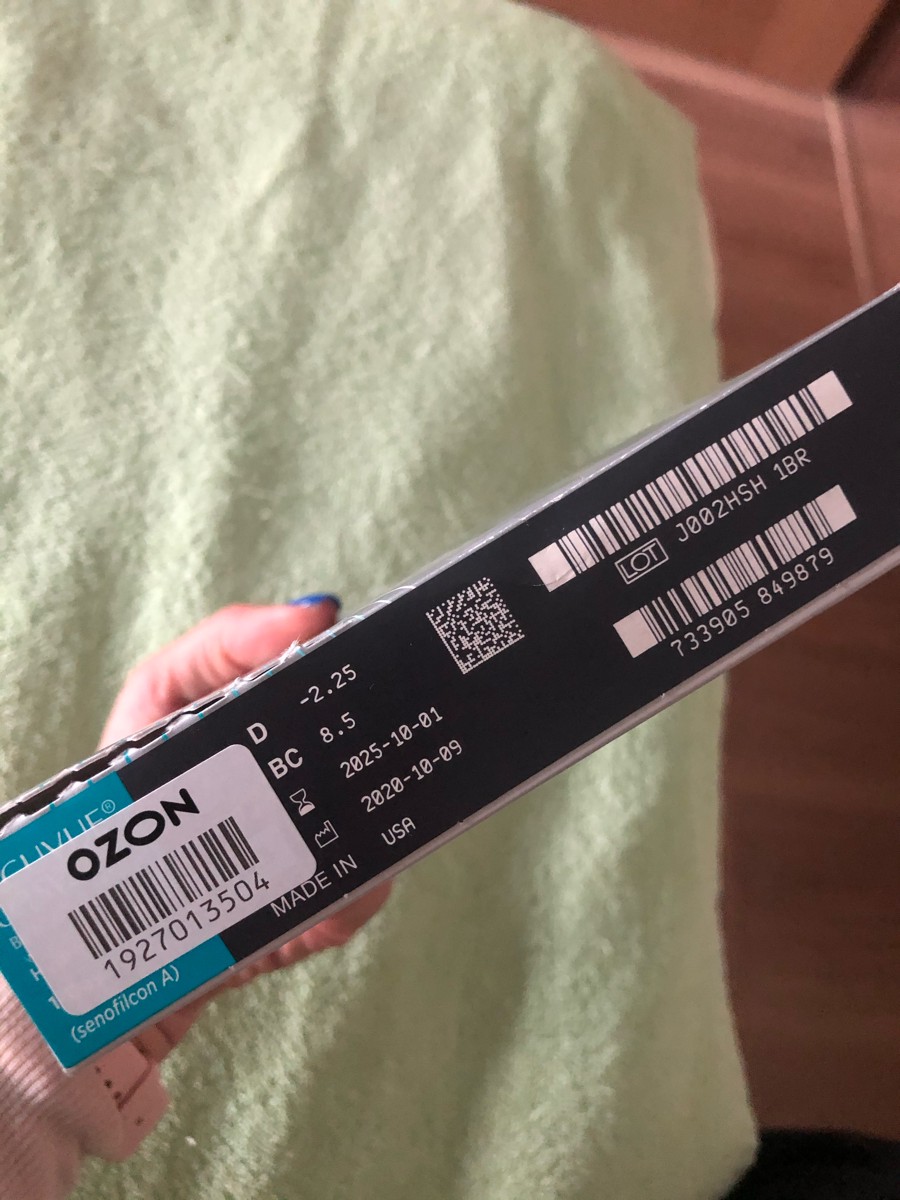 LOT J002HSH 1BR
733905 849879
D -2.25
BC 8.5
2025-10-01
2020-10-09
MADE IN USA
OZON
1927013504
(senofilcon A)